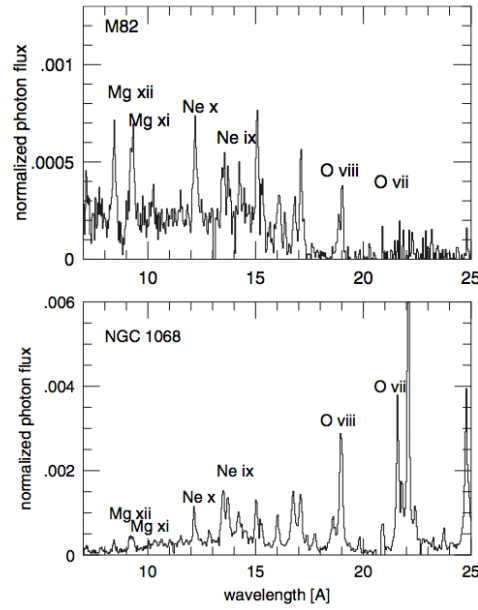 M82
.001
Mg xii
Mg xi
Ne x
Ne ix
O viii
O vii
.0005
0
normalized photon flux
10 15 20 25
.006
NGC 1068
.004
.002
0
O vii
O viii
Ne ix
Ne x
Mg xii
Mg xi
normalized photon flux
10 15 20 25
wavelength [A]